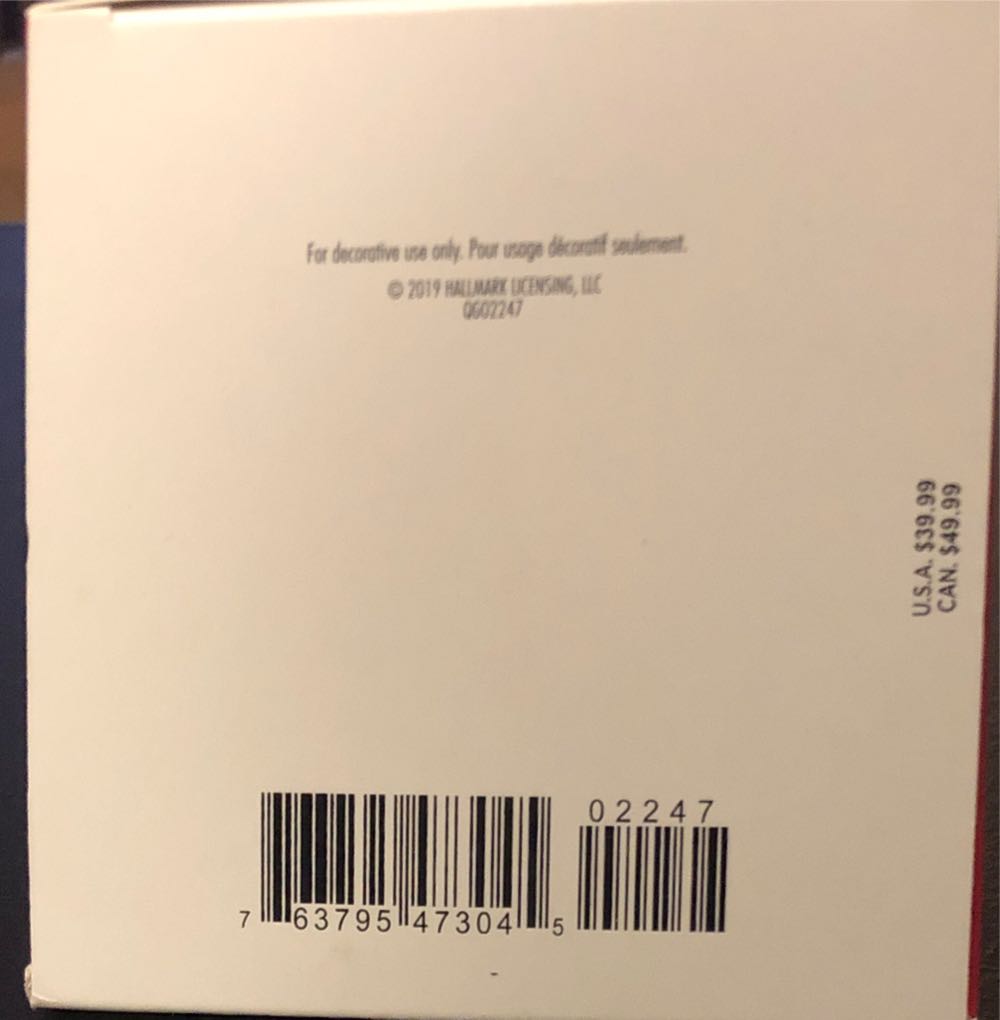 For decorative use only. Pour usage décoratif seulement.
© 2019 HALLMARK LICENSING, LLC
QGO2247
U.S.A. $39.99
CAN. $49.99
02247
7 63795 47304 5